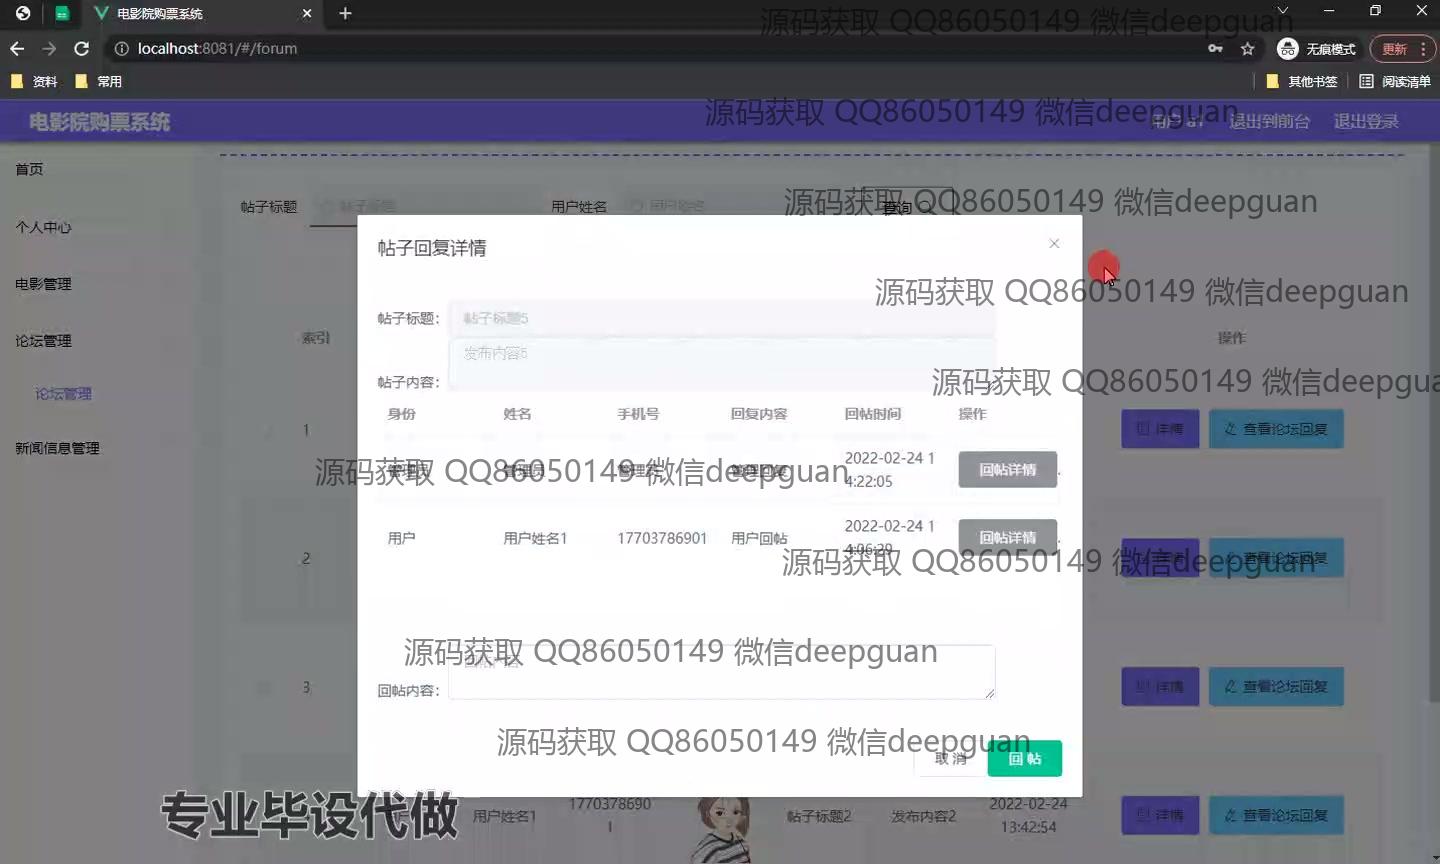 电影院购票系统
localhost:8081/#/forum
无痕模式
更新
资料
常用
其他书签
阅读清单
源码获取 QQ86050149 微信deepguan
电影院购票系统
源码获取 QQ86050149 微信deepguan
退出到前台
退出登录
首页
个人中心
电影管理
论坛管理
论坛管理
新闻信息管理
帖子标题
帖子标题
用户姓名
用户姓名
查询
源码获取 QQ86050149 微信deepguan
帖子回复详情
源码获取 QQ86050149 微信deepguan
索引
操作
帖子标题:
帖子标题5
帖子内容:
发布内容5
源码获取 QQ86050149 微信deepgua
身份 姓名 手机号 回复内容 回帖时间 操作
管理员 管理员 管理员 2022-02-24 1
4:22:05
回帖详情
源码获取 QQ86050149 微信deepguan
用户 用户姓名1 17703786901 用户回帖 2022-02-24 1
4:06:29
回帖详情
源码获取 QQ86050149 微信deepguan
源码获取 QQ86050149 微信deepguan
回帖内容:
源码获取 QQ86050149 微信deepguan
取 消
回 帖
1
详情
查看论坛回复
2
详情
查看论坛回复
3
详情
查看论坛回复
用户姓名1
1770378690
1
帖子标题2
发布内容2
2022-02-24
13:42:54
详情
查看论坛回复
专业毕设代做